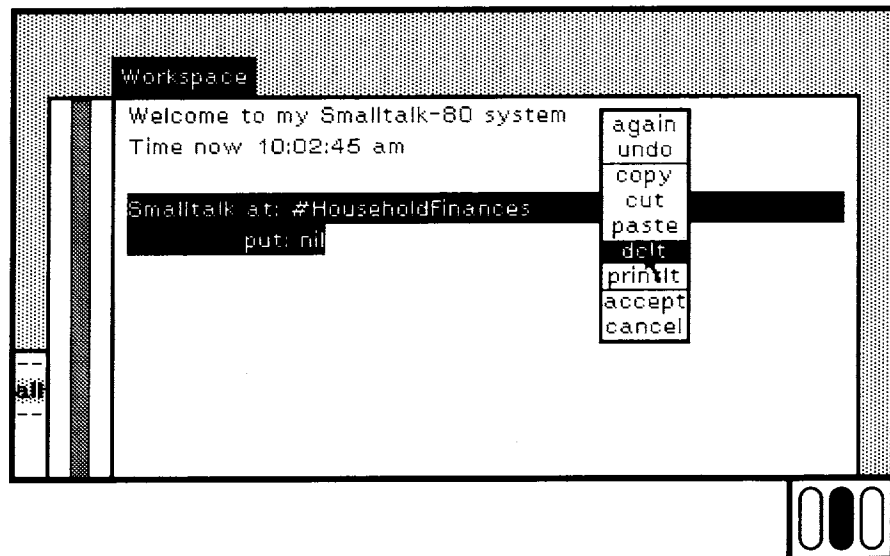 Workspace
Welcome to my Smalltalk-80 system
Time now 10:02:45 am
Smalltalk at: #HouseholdFinances
put: nil
again
undo
copy
cut
paste
doIt
printIt
accept
cancel
alk